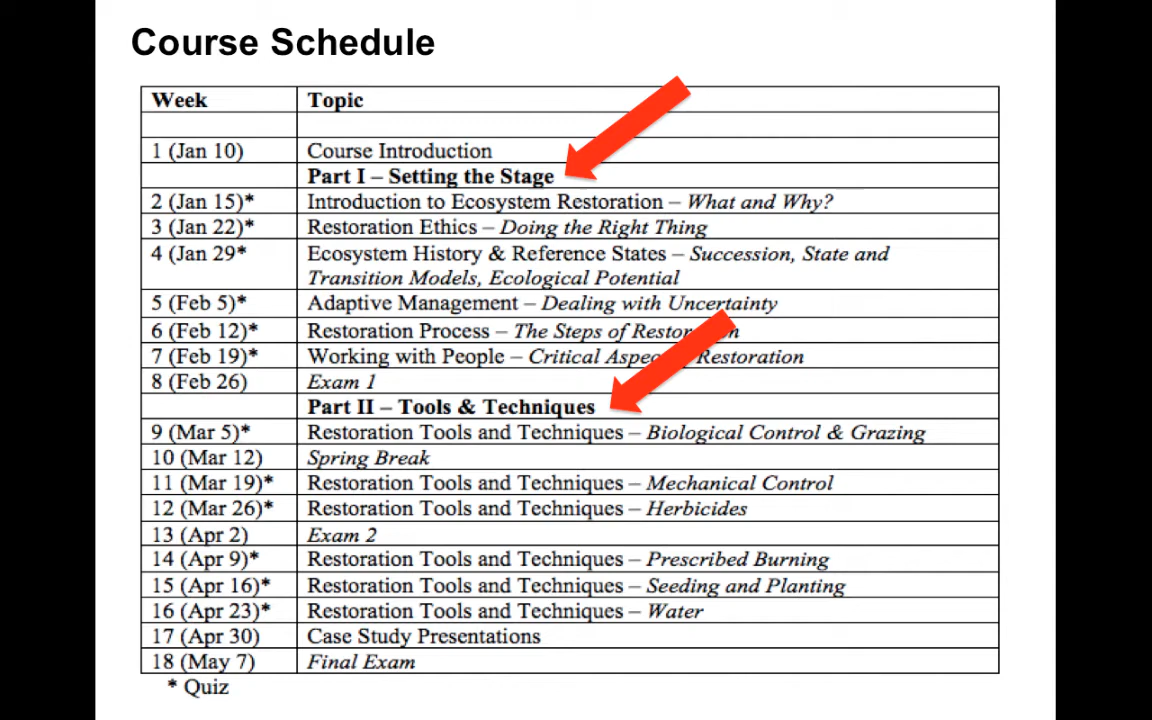 Course Schedule
Week Topic
1 (Jan 10) Course Introduction
Part I – Setting the Stage
2 (Jan 15)* Introduction to Ecosystem Restoration – What and Why?
3 (Jan 22)* Restoration Ethics – Doing the Right Thing
4 (Jan 29* Ecosystem History & Reference States – Succession, State and
Transition Models, Ecological Potential
5 (Feb 5)* Adaptive Management – Dealing with Uncertainty
6 (Feb 12)* Restoration Process – The Steps of
7 (Feb 19)* Working with People – Critical Restoration
8 (Feb 26) Exam 1
Part II – Tools & Techniques
9 (Mar 5)* Restoration Tools and Techniques – Biological Control & Grazing
10 (Mar 12) Spring Break
11 (Mar 19)* Restoration Tools and Techniques – Mechanical Control
12 (Mar 26)* Restoration Tools and Techniques – Herbicides
13 (Apr 2) Exam 2
14 (Apr 9)* Restoration Tools and Techniques – Prescribed Burning
15 (Apr 16)* Restoration Tools and Techniques – Seeding and Planting
16 (Apr 23)* Restoration Tools and Techniques – Water
17 (Apr 30) Case Study Presentations
18 (May 7) Final Exam
* Quiz